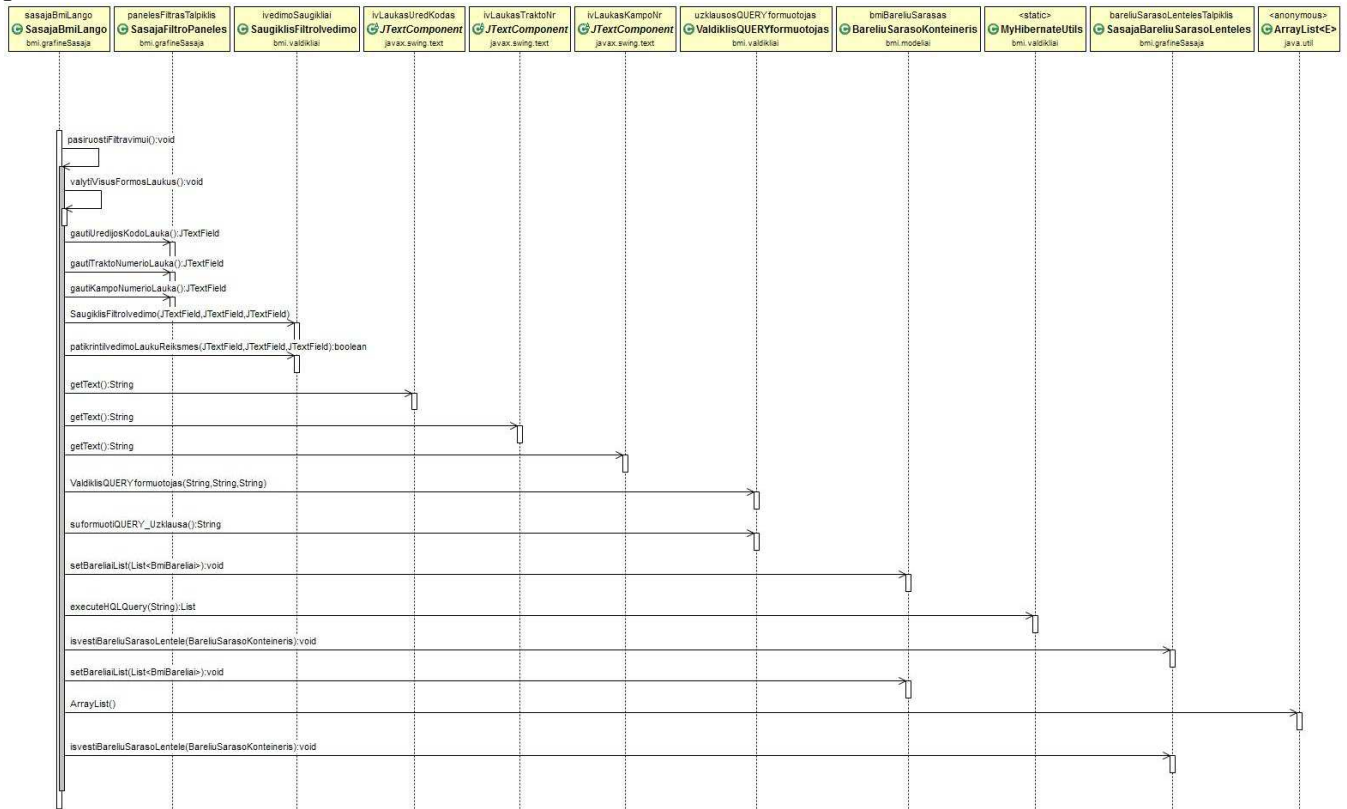 sasajaBmiLango
SasajaBmiLango
bmi.grafineSasaja
panelesFiltrasTalpiklis
SasajaFiltroPaneles
bmi.grafineSasaja
ivedimoSaugikliai
SaugiklisFiltroIvedimo
bmi.valdikliai
ivLaukasUredKodas
JTextComponent
javax.swing.text
ivLaukasTraktoNr
JTextComponent
javax.swing.text
ivLaukasKampoNr
JTextComponent
javax.swing.text
uzklausosQUERYformuotojas
ValdiklisQUERYformuotojas
bmi.valdikliai
bmiBareliuSarasas
BareliuSarasoKonteineris
bmi.modeliai
<static>
MyHibernateUtils
bmi.valdikliai
bareliuSarasoLentelesTalpiklis
SasajaBareliuSarasoLenteles
bmi.grafineSasaja
<anonymous>
ArrayList<E>
java.util
pasiruostiFiltravimui():void
valytiVisusFormosLaukus():void
gautiUredijosKodoLauka():JTextField
gautiTraktoNumerioLauka():JTextField
gautiKampoNumerioLauka():JTextField
SaugiklisFiltroIvedimo(JTextField,JTextField,JTextField)
patikrintiIvedimoLaukuReiksmes(JTextField,JTextField,JTextField):boolean
getText():String
getText():String
getText():String
ValdiklisQUERYformuotojas(String,String,String)
suformuotiQUERY_Uzklausa():String
setBareliaiList(List<BmiBareliai>):void
executeHQLQuery(String):List
isvestiBareliuSarasoLentele(BareliuSarasoKonteineris):void
setBareliaiList(List<BmiBareliai>):void
ArrayList()
isvestiBareliuSarasoLentele(BareliuSarasoKonteineris):void